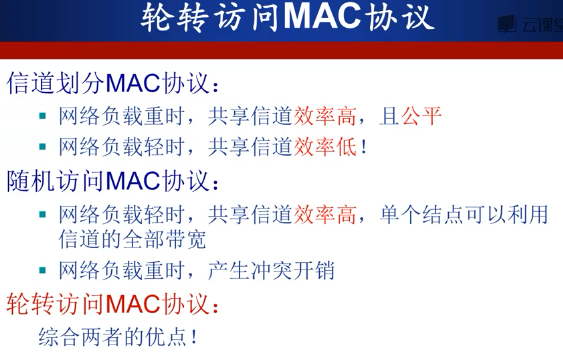 轮转访问MAC协议
云课堂
信道划分MAC协议：
网络负载重时，共享信道效率高，且公平
网络负载轻时，共享信道效率低！
随机访问MAC协议：
网络负载轻时，共享信道效率高，单个结点可以利用
信道的全部带宽
网络负载重时，产生冲突开销
轮转访问MAC协议：
综合两者的优点！